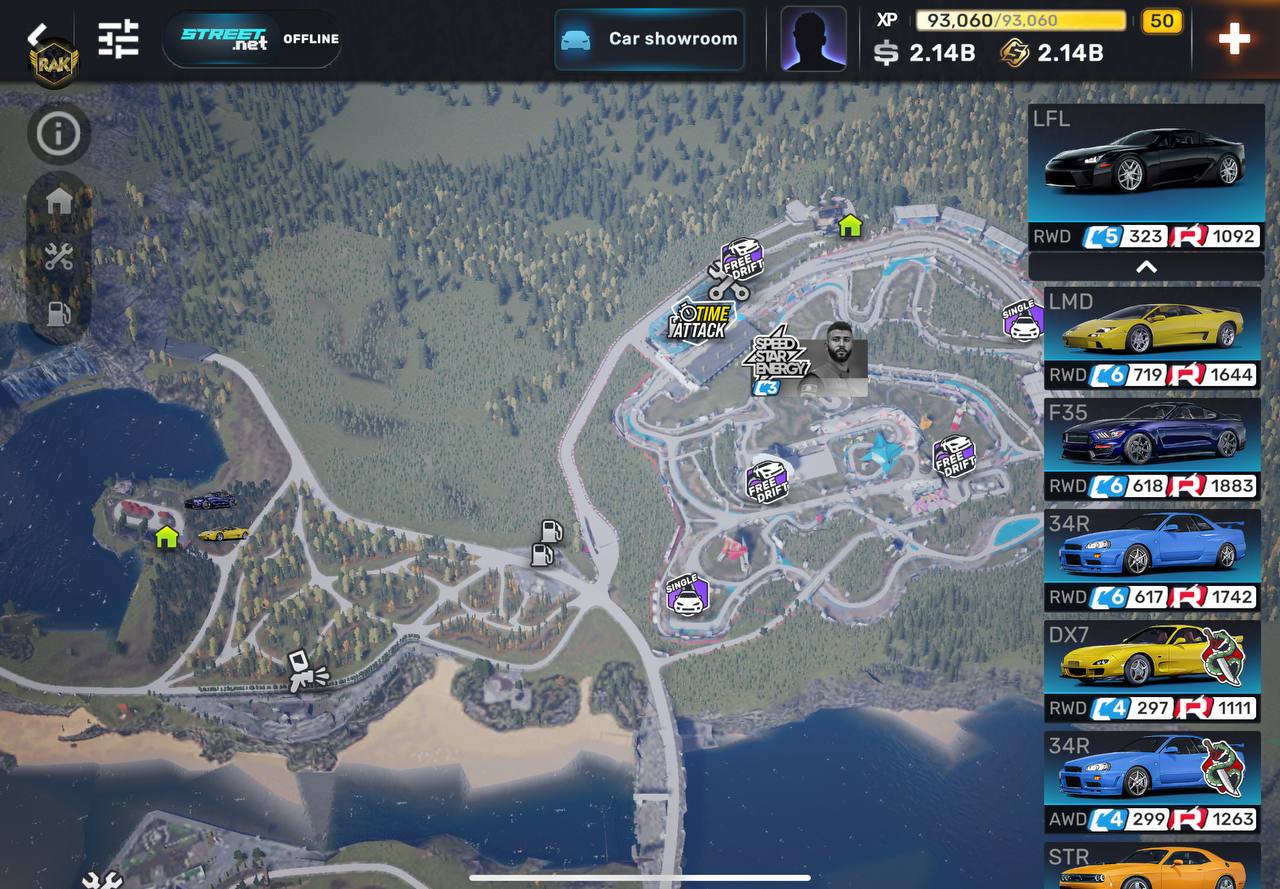 RAK
STREET
.net
OFFLINE
Car showroom
XP
93,060/93,060
50
$ 2.14B
2.14B
LFL
RWD 5 323 R 1092
LMD
RWD 6 719 R 1644
F35
RWD 6 618 R 1883
34R
RWD 6 617 R 1742
DX7
RWD 4 297 R 1111
34R
AWD 4 299 R 1263
STR
FREE
DRIFT
TIME
ATTACK
SINGLE
SPEED
STAR
ENERGY
3
FREE
DRIFT
FREE
DRIFT
SINGLE